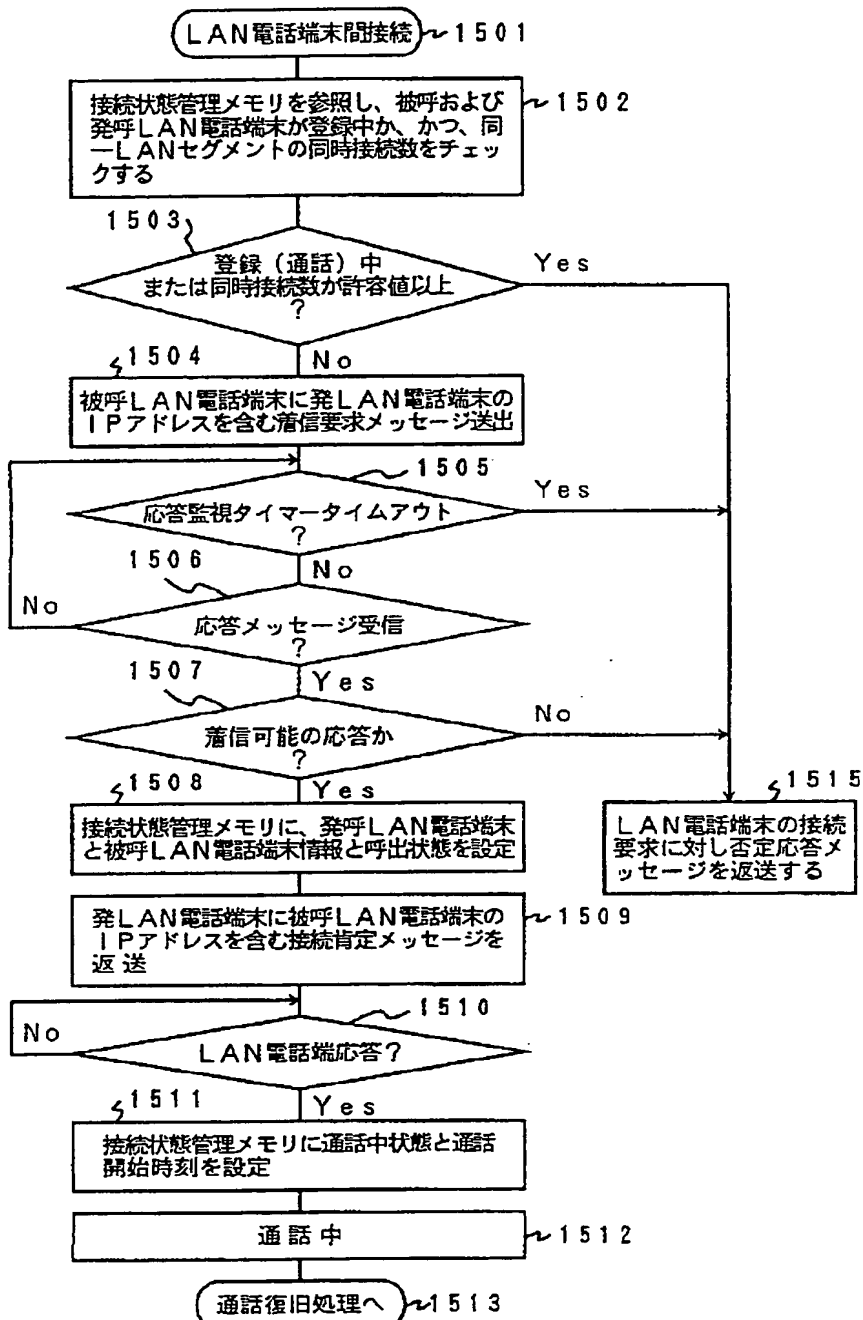 LAN電話端末間接続
1501
接続状態管理メモリを参照し、被呼および
発呼LAN電話端末が登録中か、かつ、同
一LANセグメントの同時接続数をチェッ
クする
1502
1503
登録(通話)中
または同時接続数が許容値以上
?
Yes
No
1504
被呼LAN電話端末に発LAN電話端末の
IPアドレスを含む着信要求メッセージ送出
1505
応答監視タイマータイムアウト
?
Yes
No
1506
応答メッセージ受信
?
No
Yes
1507
着信可能の応答か
?
No
Yes
1508
接続状態管理メモリに、発呼LAN電話端末
と被呼LAN電話端末情報と呼出状態を設定
1515
LAN電話端末の接続
要求に対し否定応答メ
ッセージを返送する
発LAN電話端末に被呼LAN電話端末の
IPアドレスを含む接続肯定メッセージを
返送
1509
1510
LAN電話端応答?
No
Yes
1511
接続状態管理メモリに通話中状態と通話
開始時刻を設定
通話中
1512
通話復旧処理へ
1513